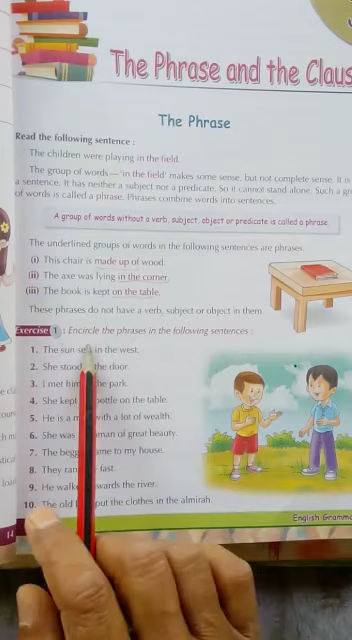 The Phrase and the Claus
The Phrase
Read the following sentence :
The children were playing in the field.
The group of words—'in the field' makes some sense, but not complete sense. It is
a sentence. It has neither a subject nor a predicate. So it cannot stand alone. Such a gr
of words is called a phrase. Phrases combine words into sentences.
A group of words without a verb, subject, object or predicate is called a phrase.
The underlined groups of words in the following sentences are phrases.
(i) This chair is made up of wood.
(ii) The axe was lying in the corner.
(iii) The book is kept on the table.
These phrases do not have a verb, subject or object in them.
Exercise 1 : Encircle the phrases in the following sentences :
1. The sun in the west.
2. She stood the door.
3. I met him the park.
4. She kept bottle on the table.
5. He is a with a lot of wealth.
6. She was of great beauty.
7. The to my house.
8. They ran fast.
9. He the river.
10. The old put the clothes in the almirah.
English Gramma
14